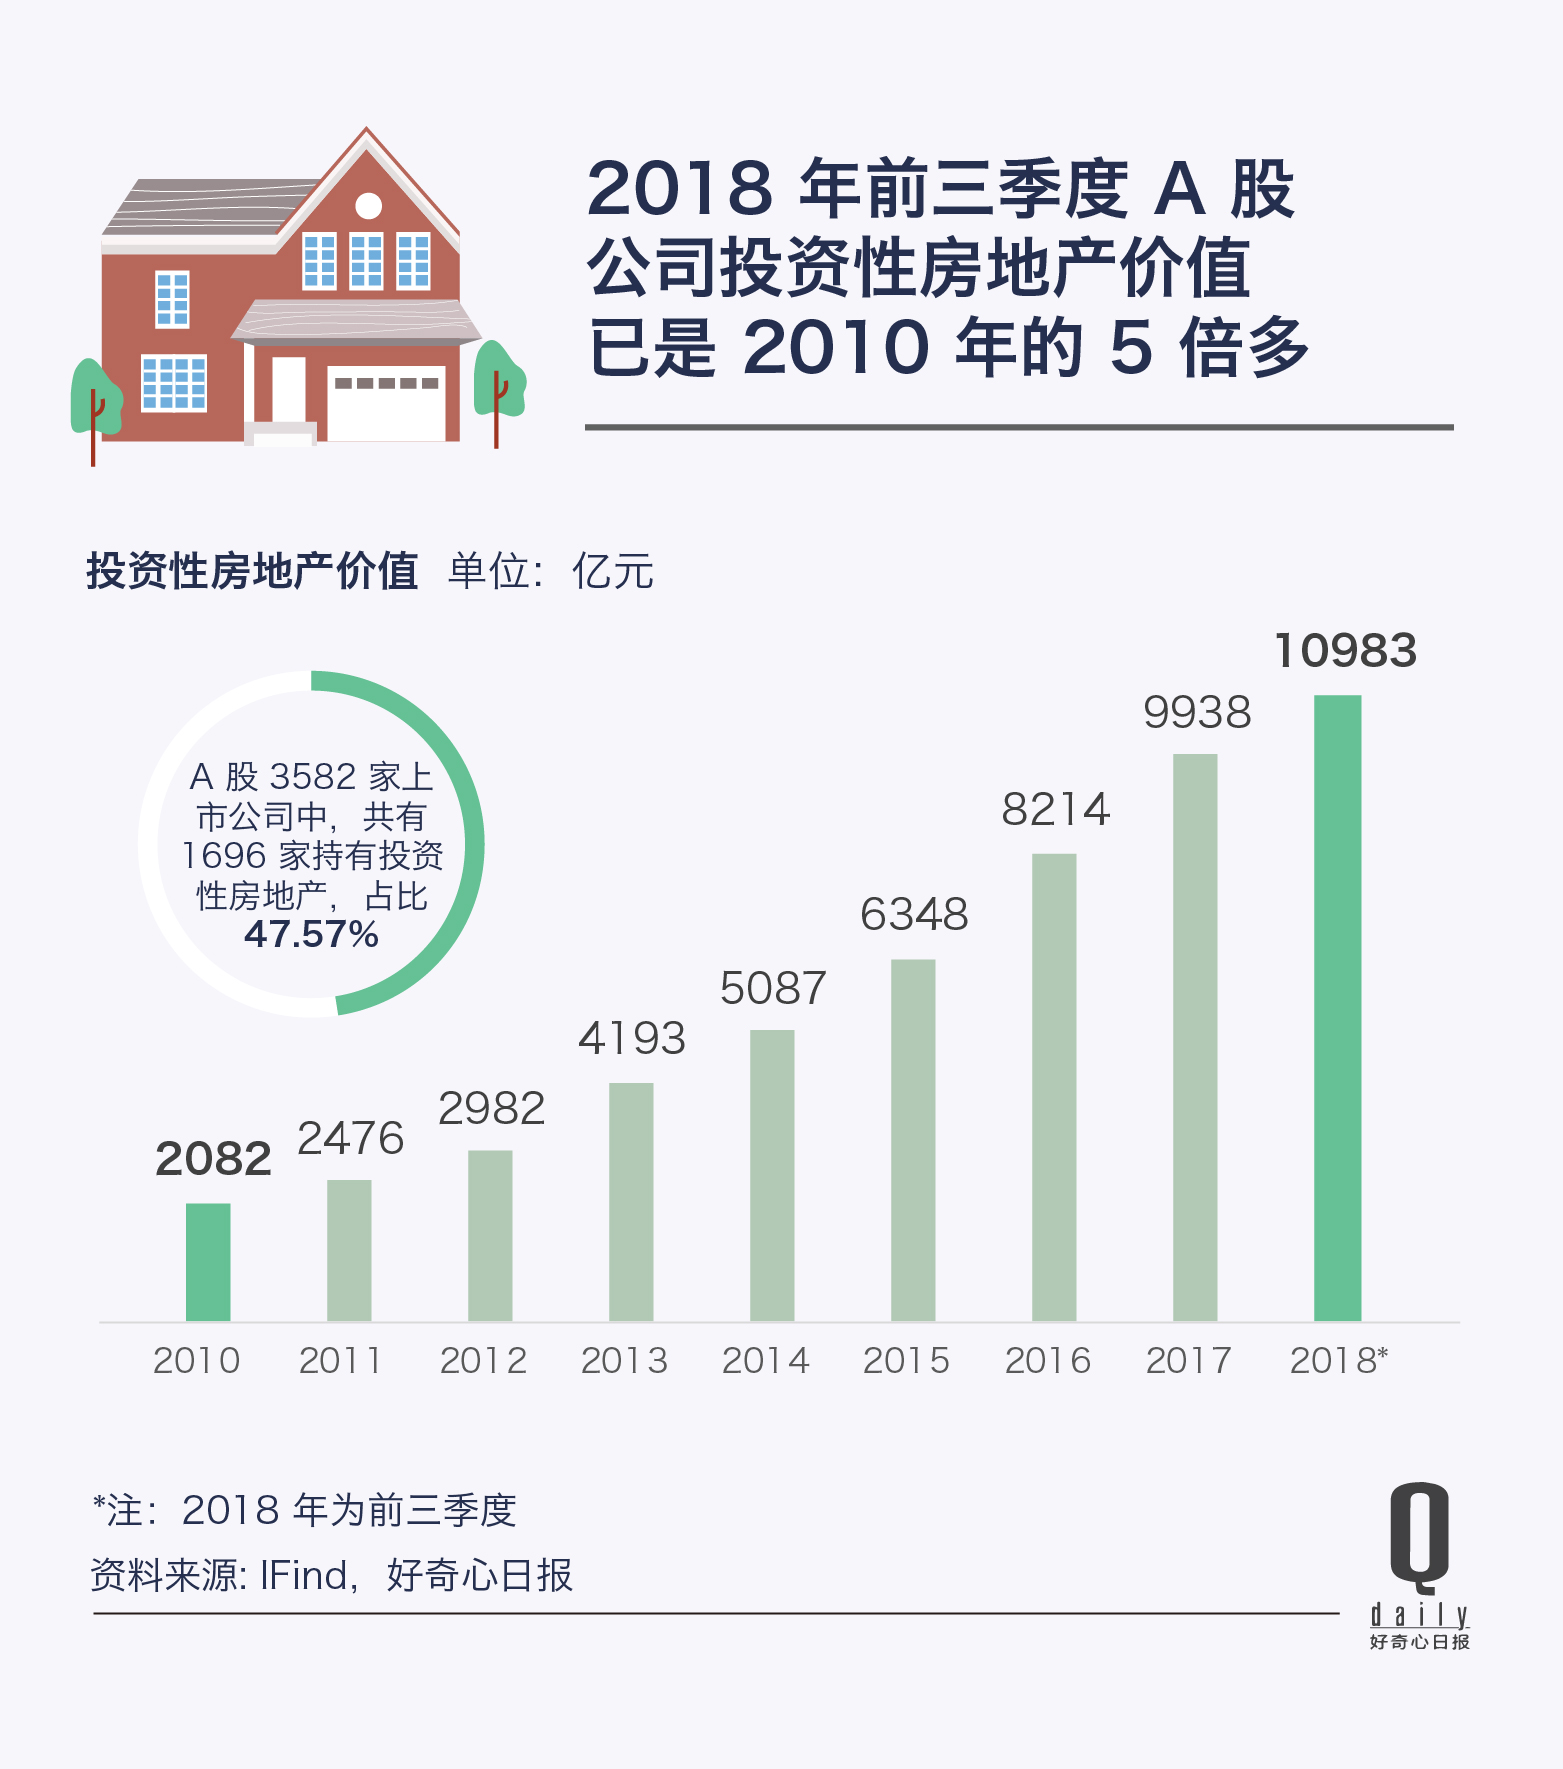 2018 年前三季度 A 股
公司投资性房地产价值
已是 2010 年的 5 倍多
投资性房地产价值 单位：亿元
A 股 3582 家上
市公司中，共有
1696 家持有投资
性房地产，占比
47.57%
2082
2476
2982
4193
5087
6348
8214
9938
10983
2010
2011
2012
2013
2014
2015
2016
2017
2018*
*注：2018 年为前三季度
资料来源: IFind，好奇心日报
Q
daily
好奇心日报